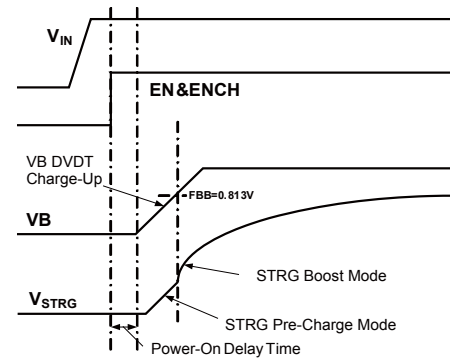 VIN
EN&ENCH
VB DVDT
Charge-Up
FBB=0.813V
VB
STRG Boost Mode
VSTRG
STRG Pre-Charge Mode
Power-On Delay Time